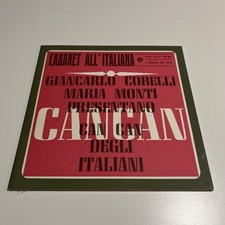 CABARET ALL'ITALIANA
GIANCARLO COBELLI
MARIA MONTI
PRESENTANO
CANCAN
CAN CAN
DEGLI
ITALIANI